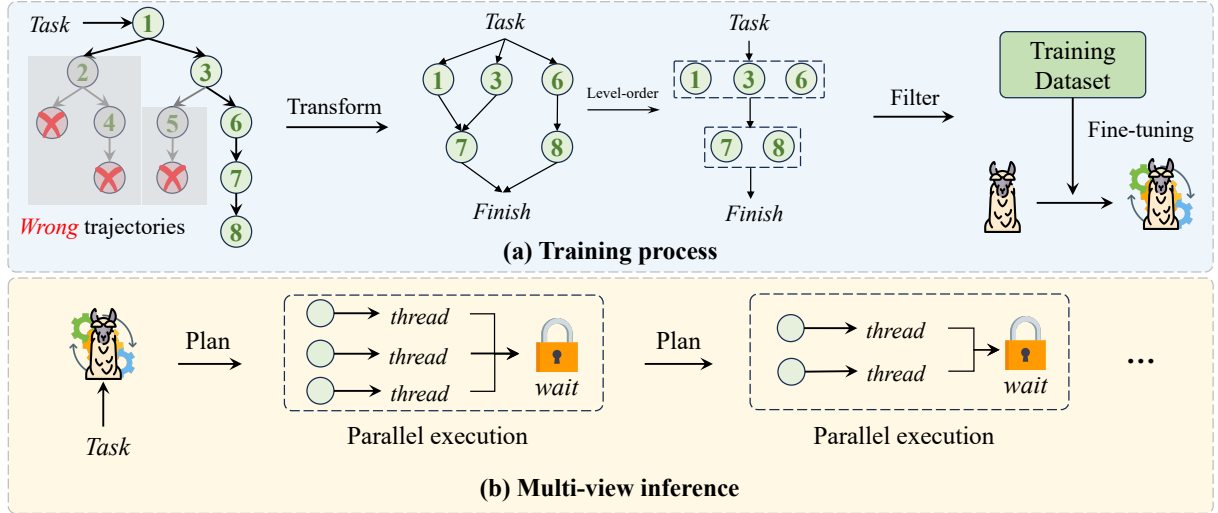 Task
1
2
3
4
5
6
7
8
Wrong trajectories
Transform
Task
1
3
6
7
8
Finish
Level-order
Task
1
3
6
7
8
Finish
Filter
Training
Dataset
Fine-tuning
(a) Training process
Task
Plan
thread
thread
thread
wait
Parallel execution
Plan
thread
thread
wait
Parallel execution
...
(b) Multi-view inference